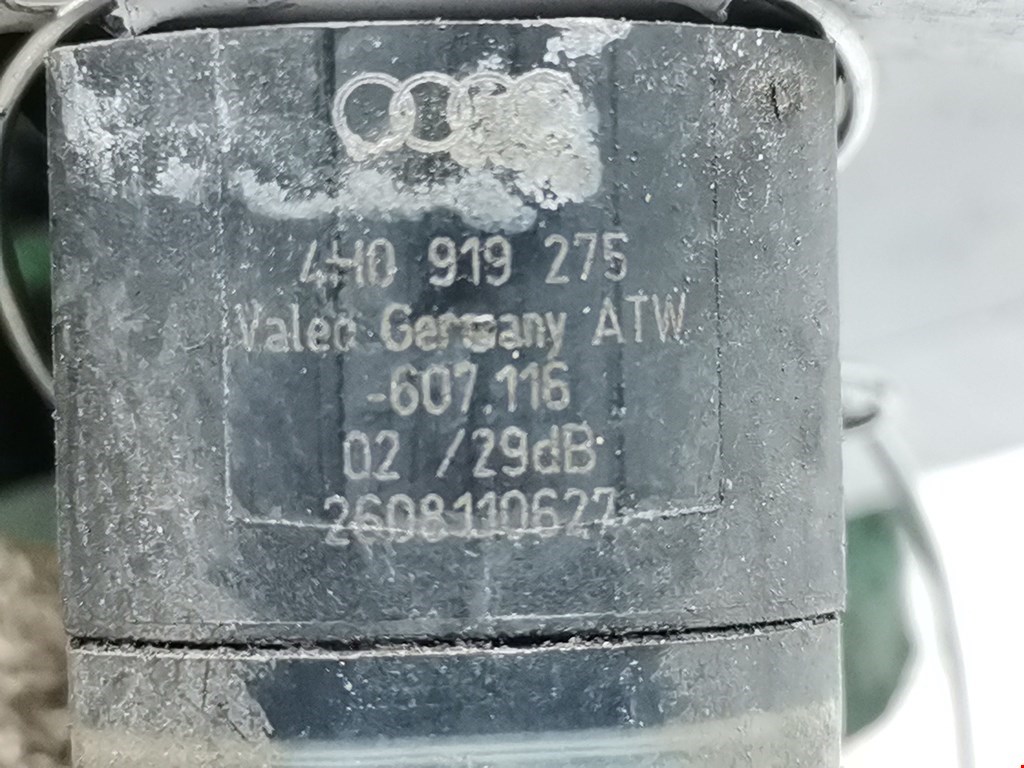 4H0 919 275
Valeo Germany ATW
-607.116
02 /29dB
2608110627